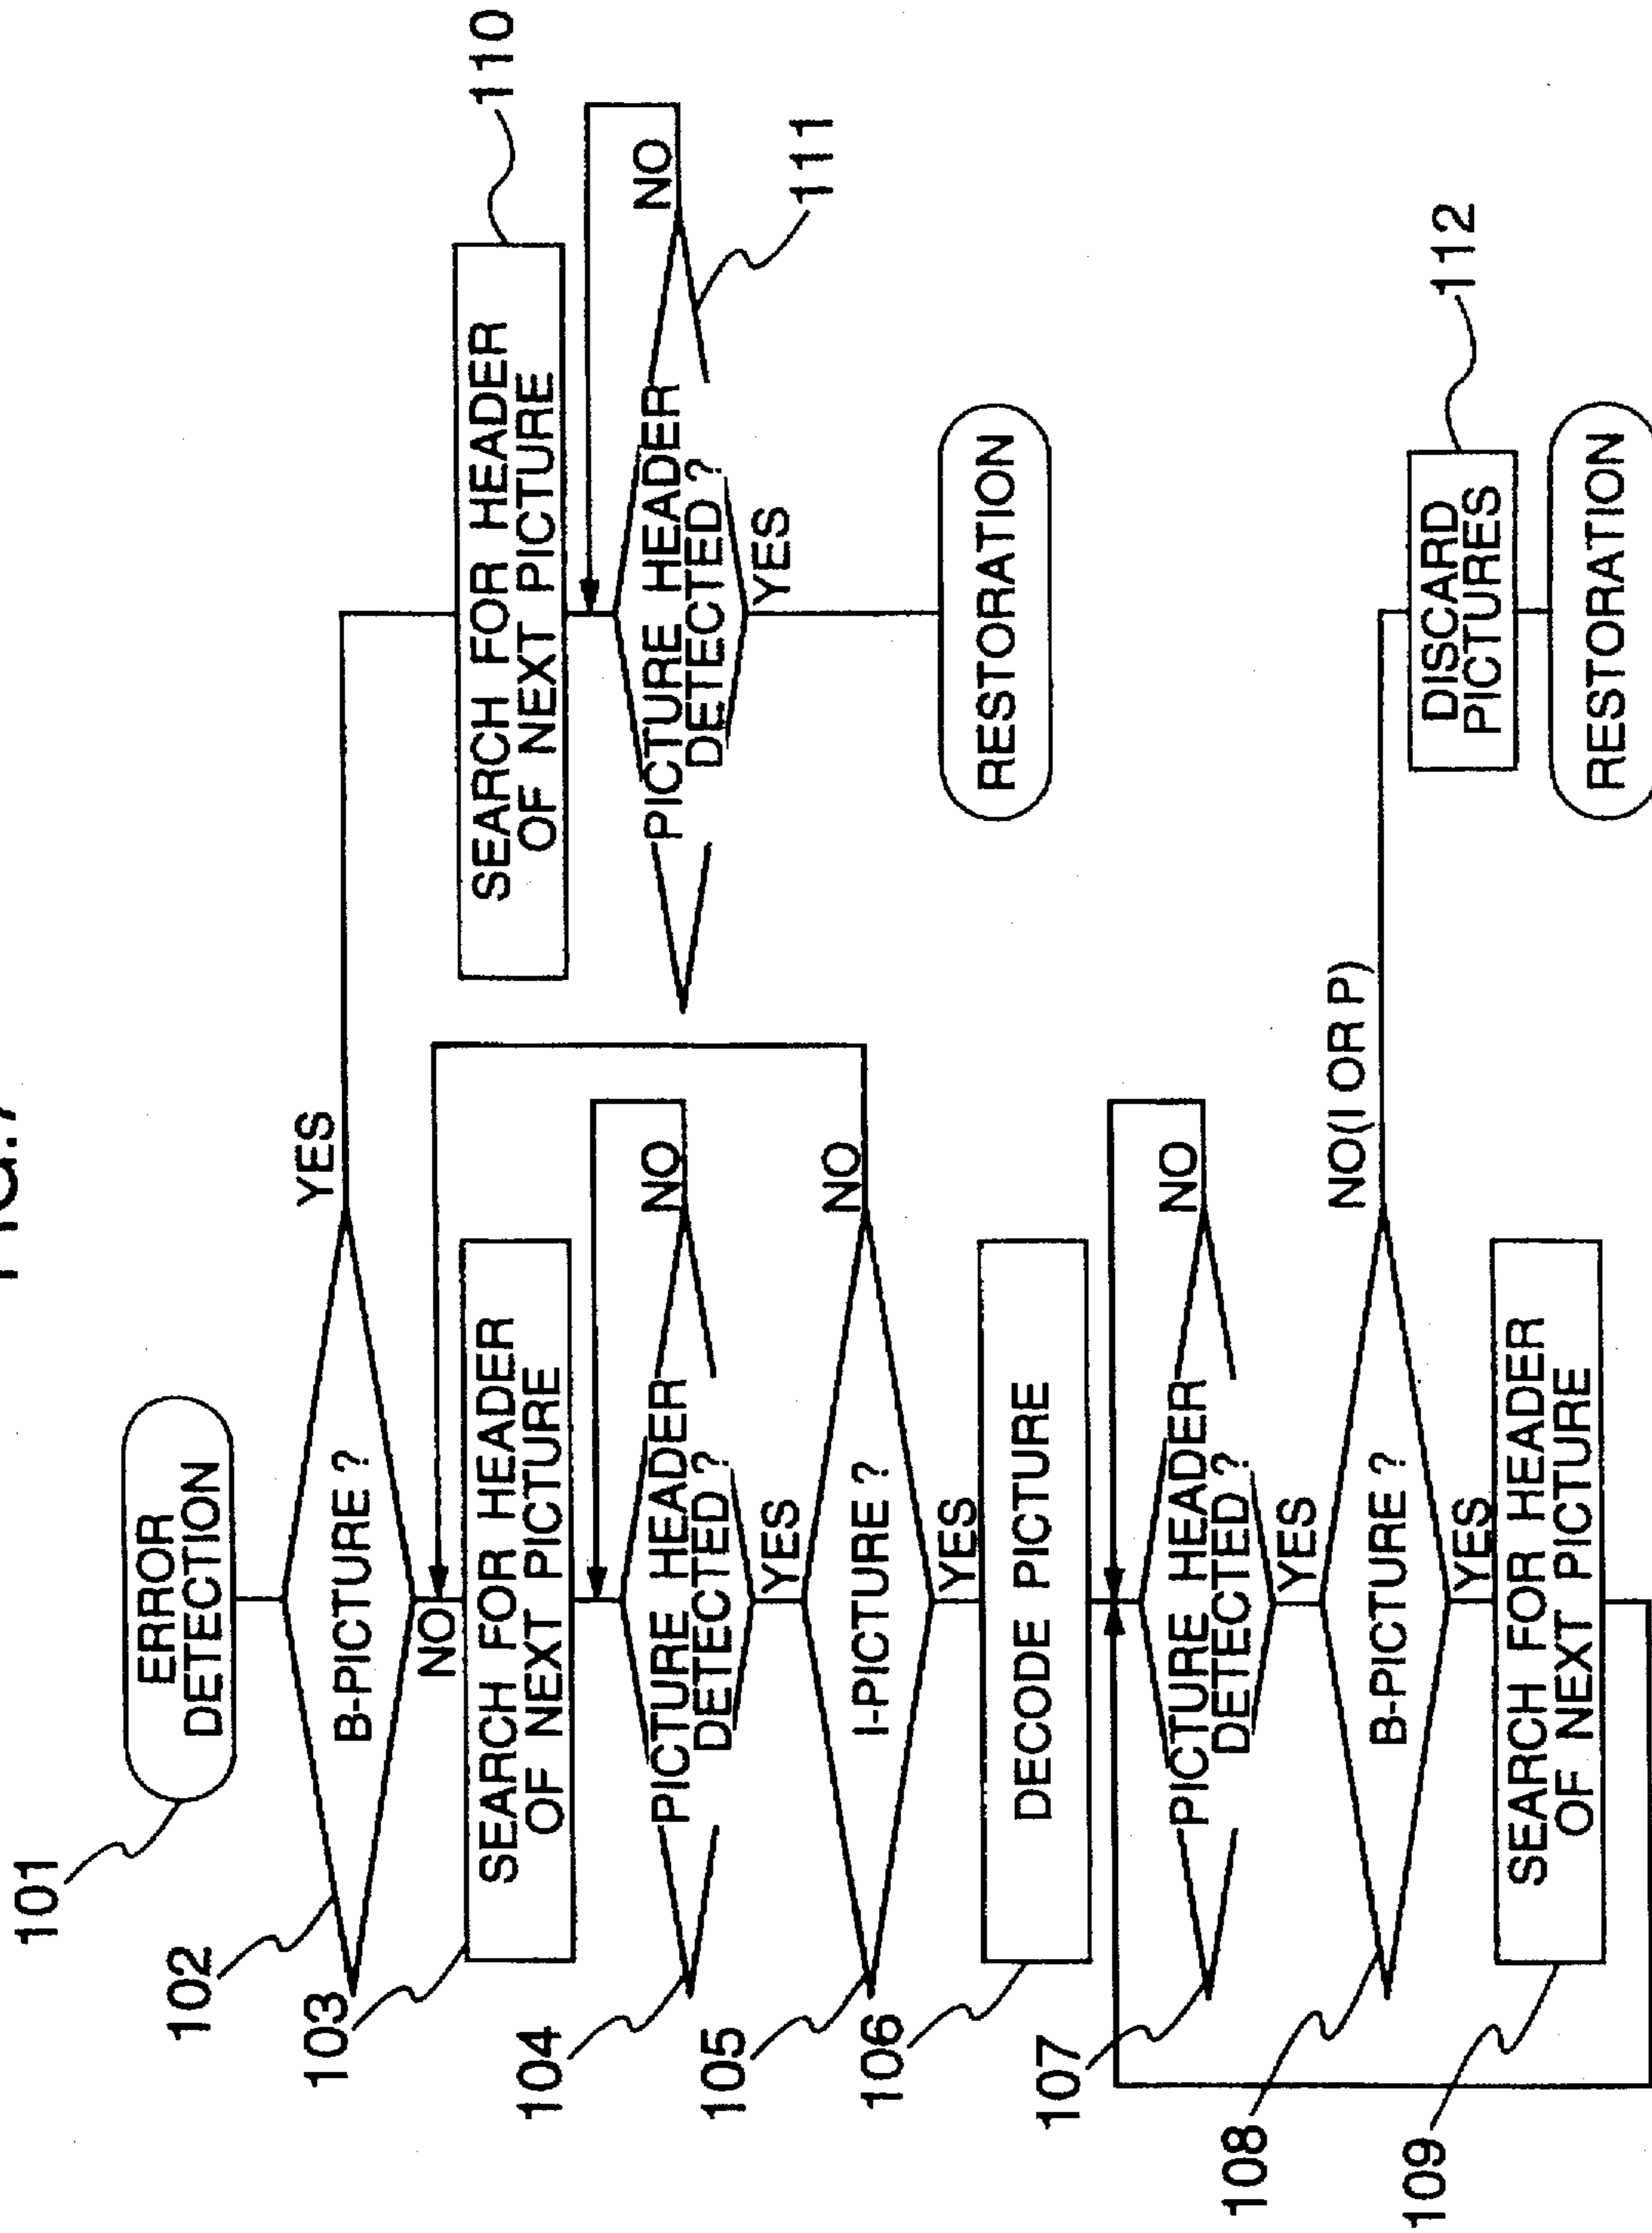 FIG.7
101
ERROR
DETECTION
102
B-PICTURE ?
YES
NO
103
SEARCH FOR HEADER
OF NEXT PICTURE
104
PICTURE HEADER
DETECTED ?
NO
YES
105
I-PICTURE ?
NO
YES
106
DECODE PICTURE
107
PICTURE HEADER
DETECTED ?
NO
YES
108
B-PICTURE ?
NO(I OR P)
YES
109
SEARCH FOR HEADER
OF NEXT PICTURE
110
SEARCH FOR HEADER
OF NEXT PICTURE
111
PICTURE HEADER
DETECTED ?
NO
YES
RESTORATION
112
DISCARD
PICTURES
RESTORATION